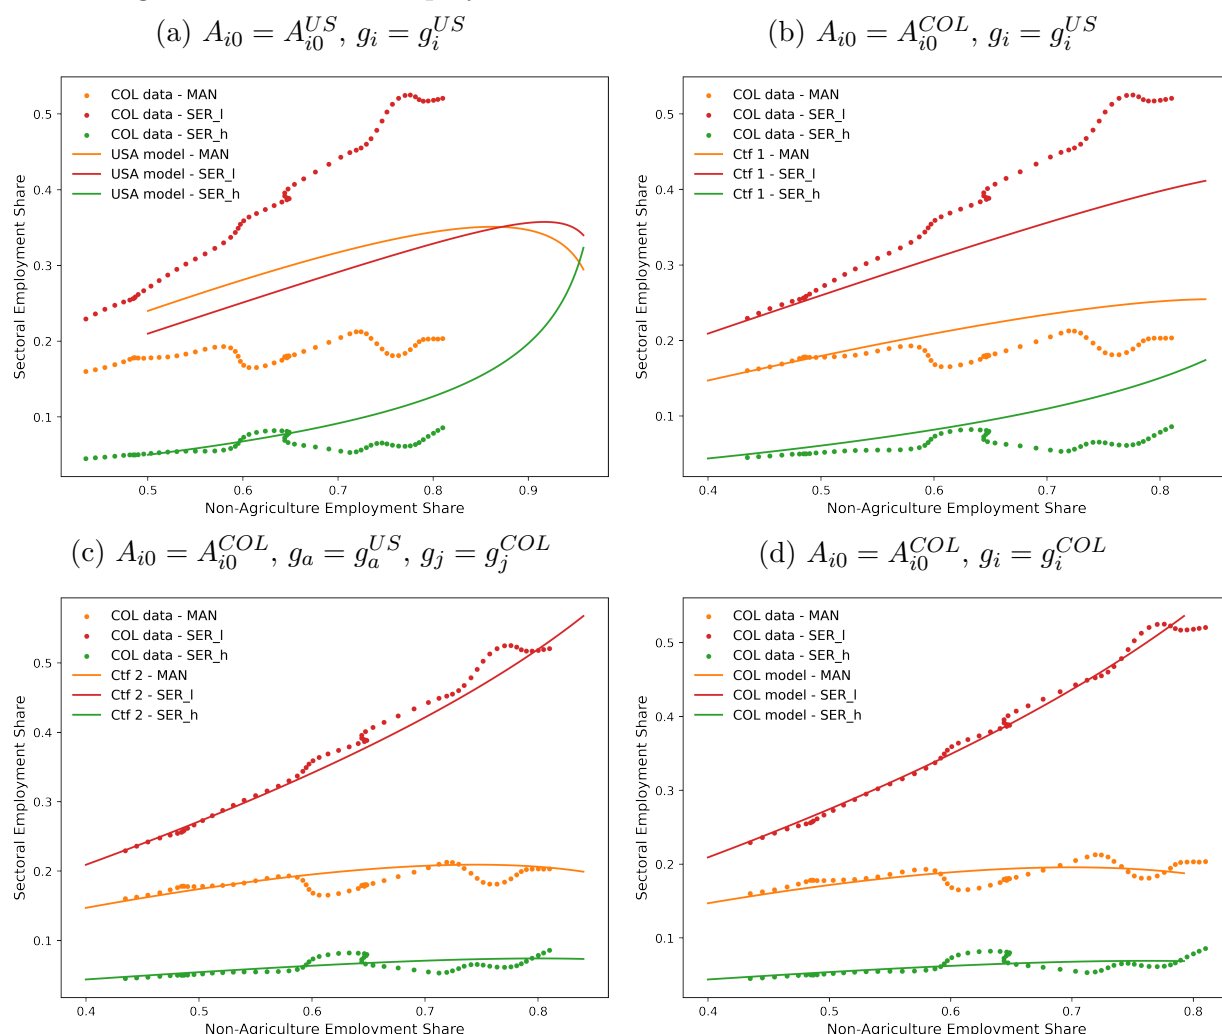 (a) A_{i0} = A_{i0}^{US}, g_i = g_i^{US}
COL data - MAN
COL data - SER_l
COL data - SER_h
USA model - MAN
USA model - SER_l
USA model - SER_h
Sectoral Employment Share
0.5
0.4
0.3
0.2
0.1
0.5 0.6 0.7 0.8 0.9
Non-Agriculture Employment Share
(b) A_{i0} = A_{i0}^{COL}, g_i = g_i^{US}
COL data - MAN
COL data - SER_l
COL data - SER_h
Ctf 1 - MAN
Ctf 1 - SER_l
Ctf 1 - SER_h
Sectoral Employment Share
0.5
0.4
0.3
0.2
0.1
0.4 0.5 0.6 0.7 0.8
Non-Agriculture Employment Share
(c) A_{i0} = A_{i0}^{COL}, g_a = g_a^{US}, g_j = g_j^{COL}
COL data - MAN
COL data - SER_l
COL data - SER_h
Ctf 2 - MAN
Ctf 2 - SER_l
Ctf 2 - SER_h
Sectoral Employment Share
0.5
0.4
0.3
0.2
0.1
0.4 0.5 0.6 0.7 0.8
Non-Agriculture Employment Share
(d) A_{i0} = A_{i0}^{COL}, g_i = g_i^{COL}
COL data - MAN
COL data - SER_l
COL data - SER_h
COL model - MAN
COL model - SER_l
COL model - SER_h
Sectoral Employment Share
0.5
0.4
0.3
0.2
0.1
0.4 0.5 0.6 0.7 0.8
Non-Agriculture Employment Share